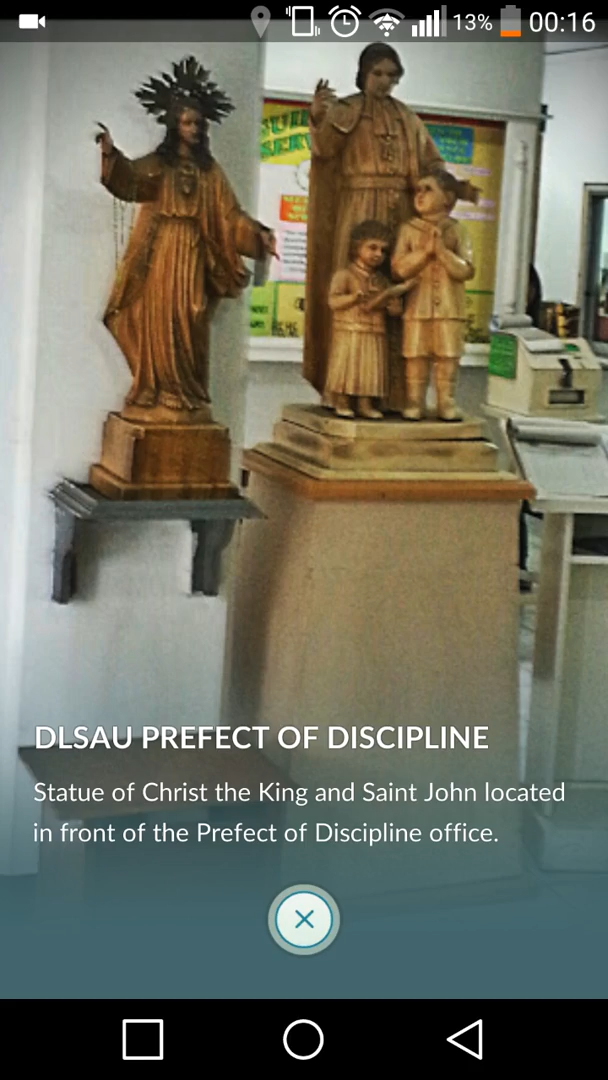 13% 00:16
DLSAU PREFECT OF DISCIPLINE
Statue of Christ the King and Saint John located
in front of the Prefect of Discipline office.